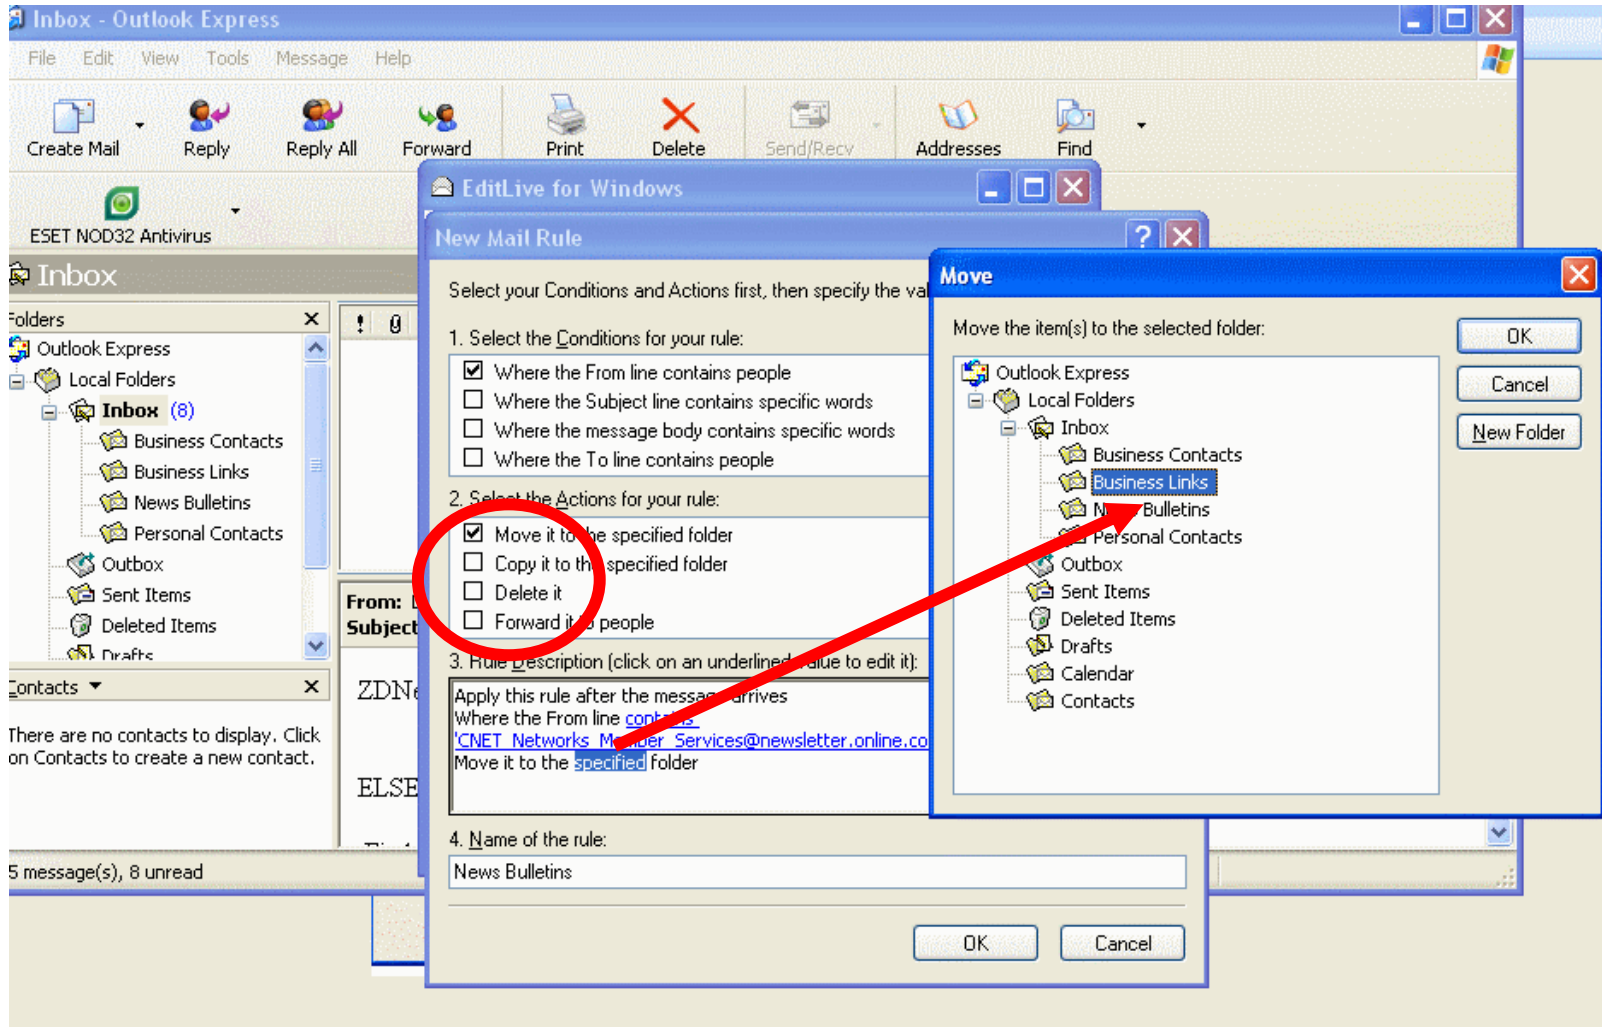 Inbox - Outlook Express
File Edit View Tools Message Help
Create Mail Reply Reply All Forward Print Delete Send/Recv Addresses Find
ESET NOD32 Antivirus
EditLive for Windows
Inbox
Folders
Outlook Express
Local Folders
Inbox (8)
Business Contacts
Business Links
News Bulletins
Personal Contacts
Outbox
Sent Items
Deleted Items
Drafts
Contacts
There are no contacts to display. Click
on Contacts to create a new contact.
5 message(s), 8 unread
From:
Subject
ZDNe
ELSE
New Mail Rule
Select your Conditions and Actions first, then specify the val
1. Select the Conditions for your rule:
Where the From line contains people
Where the Subject line contains specific words
Where the message body contains specific words
Where the To line contains people
2. Select the Actions for your rule:
Move it to the specified folder
Copy it to the specified folder
Delete it
Forward it to people
3. Rule Description (click on an underlined value to edit it):
Apply this rule after the message arrives
Where the From line contains
'CNET Networks Member Services@newsletter.online.co
Move it to the specified folder
4. Name of the rule:
News Bulletins
OK Cancel
Move
Move the item(s) to the selected folder:
Outlook Express
Local Folders
Inbox
Business Contacts
Business Links
News Bulletins
Personal Contacts
Outbox
Sent Items
Deleted Items
Drafts
Calendar
Contacts
OK
Cancel
New Folder